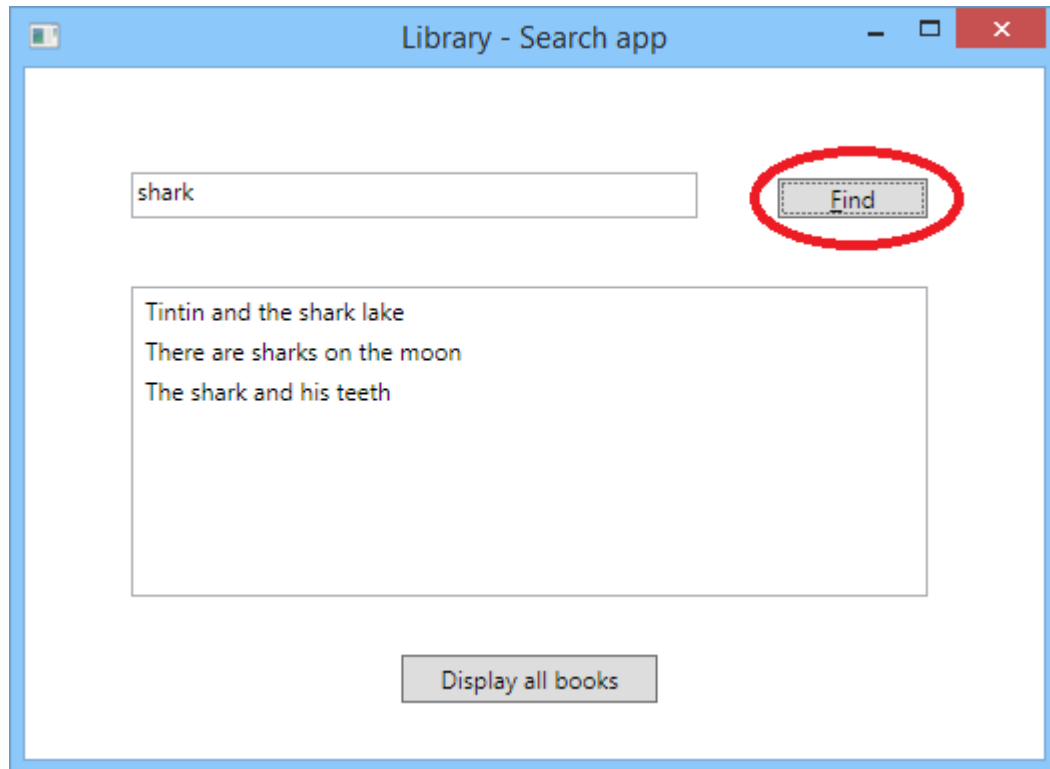 Library - Search app
shark
Find
Tintin and the shark lake
There are sharks on the moon
The shark and his teeth
Display all books